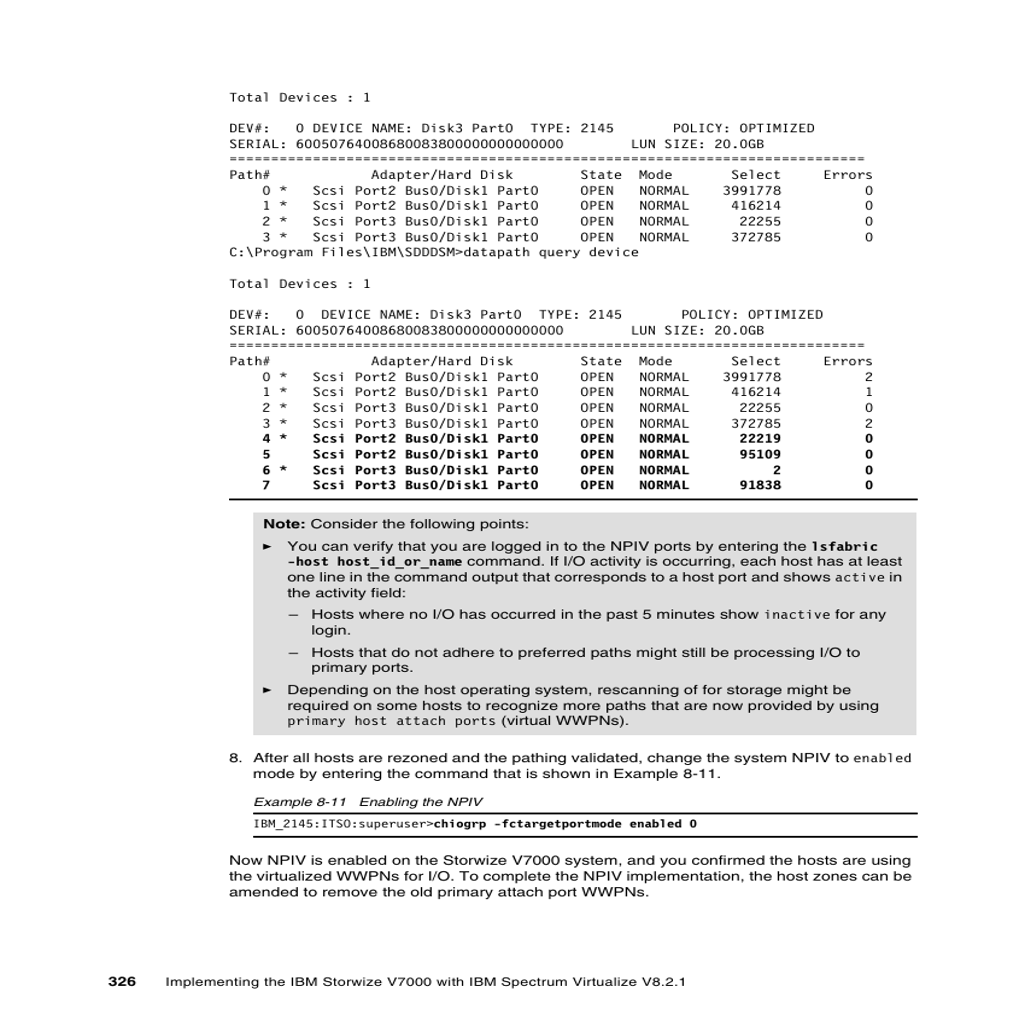 Total Devices : 1
DEV#:   0 DEVICE NAME: Disk3 Part0  TYPE: 2145       POLICY: OPTIMIZED
SERIAL: 60050764008680083800000000000000        LUN SIZE: 20.0GB
============================================================================
Path#            Adapter/Hard Disk        State  Mode       Select     Errors
    0 *   Scsi Port2 Bus0/Disk1 Part0     OPEN   NORMAL    3991778          0
    1 *   Scsi Port2 Bus0/Disk1 Part0     OPEN   NORMAL     416214          0
    2 *   Scsi Port3 Bus0/Disk1 Part0     OPEN   NORMAL      22255          0
    3 *   Scsi Port3 Bus0/Disk1 Part0     OPEN   NORMAL     372785          0
C:\Program Files\IBM\SDDDSM>datapath query device
Total Devices : 1
DEV#:   0  DEVICE NAME: Disk3 Part0  TYPE: 2145       POLICY: OPTIMIZED
SERIAL: 60050764008680083800000000000000        LUN SIZE: 20.0GB
============================================================================
Path#            Adapter/Hard Disk        State  Mode       Select     Errors
    0 *   Scsi Port2 Bus0/Disk1 Part0     OPEN   NORMAL    3991778          2
    1 *   Scsi Port2 Bus0/Disk1 Part0     OPEN   NORMAL     416214          1
    2 *   Scsi Port3 Bus0/Disk1 Part0     OPEN   NORMAL      22255          0
    3 *   Scsi Port3 Bus0/Disk1 Part0     OPEN   NORMAL     372785          2
    4 *   Scsi Port2 Bus0/Disk1 Part0     OPEN   NORMAL      22219          0
    5     Scsi Port2 Bus0/Disk1 Part0     OPEN   NORMAL      95109          0
    6 *   Scsi Port3 Bus0/Disk1 Part0     OPEN   NORMAL          2          0
    7     Scsi Port3 Bus0/Disk1 Part0     OPEN   NORMAL      91838          0
Note: Consider the following points:
► You can verify that you are logged in to the NPIV ports by entering the lsfabric
-host host_id_or_name command. If I/O activity is occurring, each host has at least
one line in the command output that corresponds to a host port and shows active in
the activity field:
– Hosts where no I/O has occurred in the past 5 minutes show inactive for any
login.
– Hosts that do not adhere to preferred paths might still be processing I/O to
primary ports.
► Depending on the host operating system, rescanning of for storage might be
required on some hosts to recognize more paths that are now provided by using
primary host attach ports (virtual WWPNs).
8. After all hosts are rezoned and the pathing validated, change the system NPIV to enabled
mode by entering the command that is shown in Example 8-11.
Example 8-11 Enabling the NPIV
IBM_2145:ITSO:superuser>chiogrp -fctargetportmode enabled 0
Now NPIV is enabled on the Storwize V7000 system, and you confirmed the hosts are using
the virtualized WWPNs for I/O. To complete the NPIV implementation, the host zones can be
amended to remove the old primary attach port WWPNs.
326 Implementing the IBM Storwize V7000 with IBM Spectrum Virtualize V8.2.1